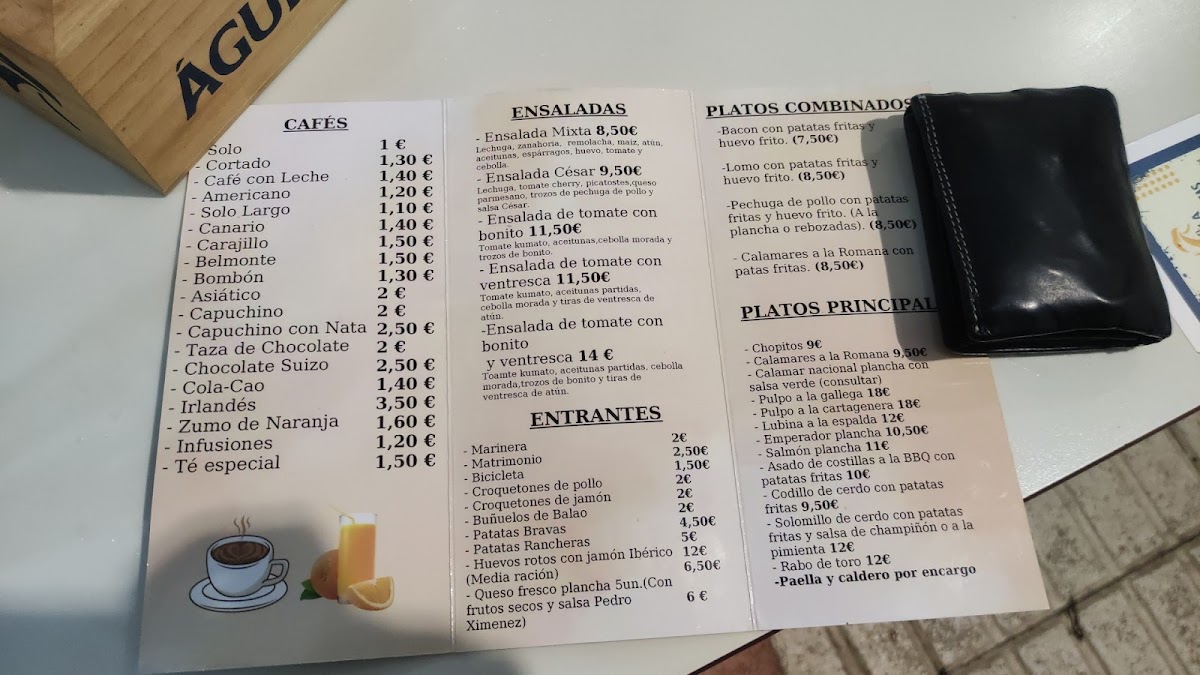 ÁGU
CAFÉS
Solo 1 €
- Cortado 1,30 €
- Café con Leche 1,40 €
- Americano 1,20 €
- Solo Largo 1,10 €
- Canario 1,40 €
- Carajillo 1,50 €
- Belmonte 1,50 €
- Bombón 1,30 €
- Asiático 2 €
- Capuchino 2 €
- Capuchino con Nata 2,50 €
- Taza de Chocolate 2 €
- Chocolate Suizo 2,50 €
- Cola-Cao 1,40 €
- Irlandés 3,50 €
- Zumo de Naranja 1,60 €
- Infusiones 1,20 €
- Té especial 1,50 €
ENSALADAS
- Ensalada Mixta 8,50€
Lechuga, zanahoria, remolacha, maiz, atún,
aceitunas, espárragos, huevo, tomate y
cebolla.
- Ensalada César 9,50€
Lechuga, tomate cherry, picatostes,queso
parmesano, trozos de pechuga de pollo y
salsa César.
- Ensalada de tomate con
bonito 11,50€
Tomate kumato, aceitunas,cebolla morada y
trozos de bonito.
- Ensalada de tomate con
ventresca 11,50€
Tomate kumato, aceitunas partidas,
cebolla morada y tiras de ventresca de
atún.
-Ensalada de tomate con
bonito
y ventresca 14 €
Toamte kumato, aceitunas partidas, cebolla
morada,trozos de bonito y tiras de
ventresca de atún.
ENTRANTES
- Marinera 2€
- Matrimonio 2,50€
- Bicicleta 1,50€
- Croquetones de pollo 2€
- Croquetones de jamón 2€
- Buñuelos de Balao 2€
- Patatas Bravas 4,50€
- Patatas Rancheras 5€
- Huevos rotos con jamón Ibérico 12€
(Media ración) 6,50€
- Queso fresco plancha 5un.(Con
frutos secos y salsa Pedro 6 €
Ximenez)
PLATOS COMBINADOS
-Bacon con patatas fritas y
huevo frito. (7,50€)
-Lomo con patatas fritas y
huevo frito. (8,50€)
-Pechuga de pollo con patatas
fritas y huevo frito. (A la
plancha o rebozadas). (8,50€)
- Calamares a la Romana con
patas fritas. (8,50€)
PLATOS PRINCIPAL
- Chopitos 9€
- Calamares a la Romana 9,50€
- Calamar nacional plancha con
salsa verde (consultar)
- Pulpo a la gallega 18€
- Pulpo a la cartagenera 18€
- Lubina a la espalda 12€
- Emperador plancha 10,50€
- Salmón plancha 11€
- Asado de costillas a la BBQ con
patatas fritas 10€
- Codillo de cerdo con patatas
fritas 9,50€
- Solomillo de cerdo con patatas
fritas y salsa de champiñón o a la
pimienta 12€
- Rabo de toro 12€
-Paella y caldero por encargo